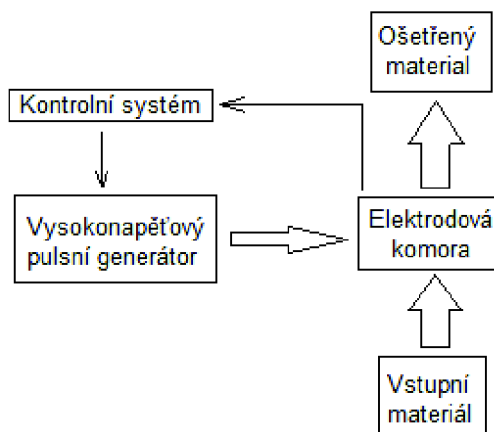 Ošetřený
material
Kontrolní systém
Vysokonapěťový
pulsní generátor
Elektrodová
komora
Vstupní
materiál